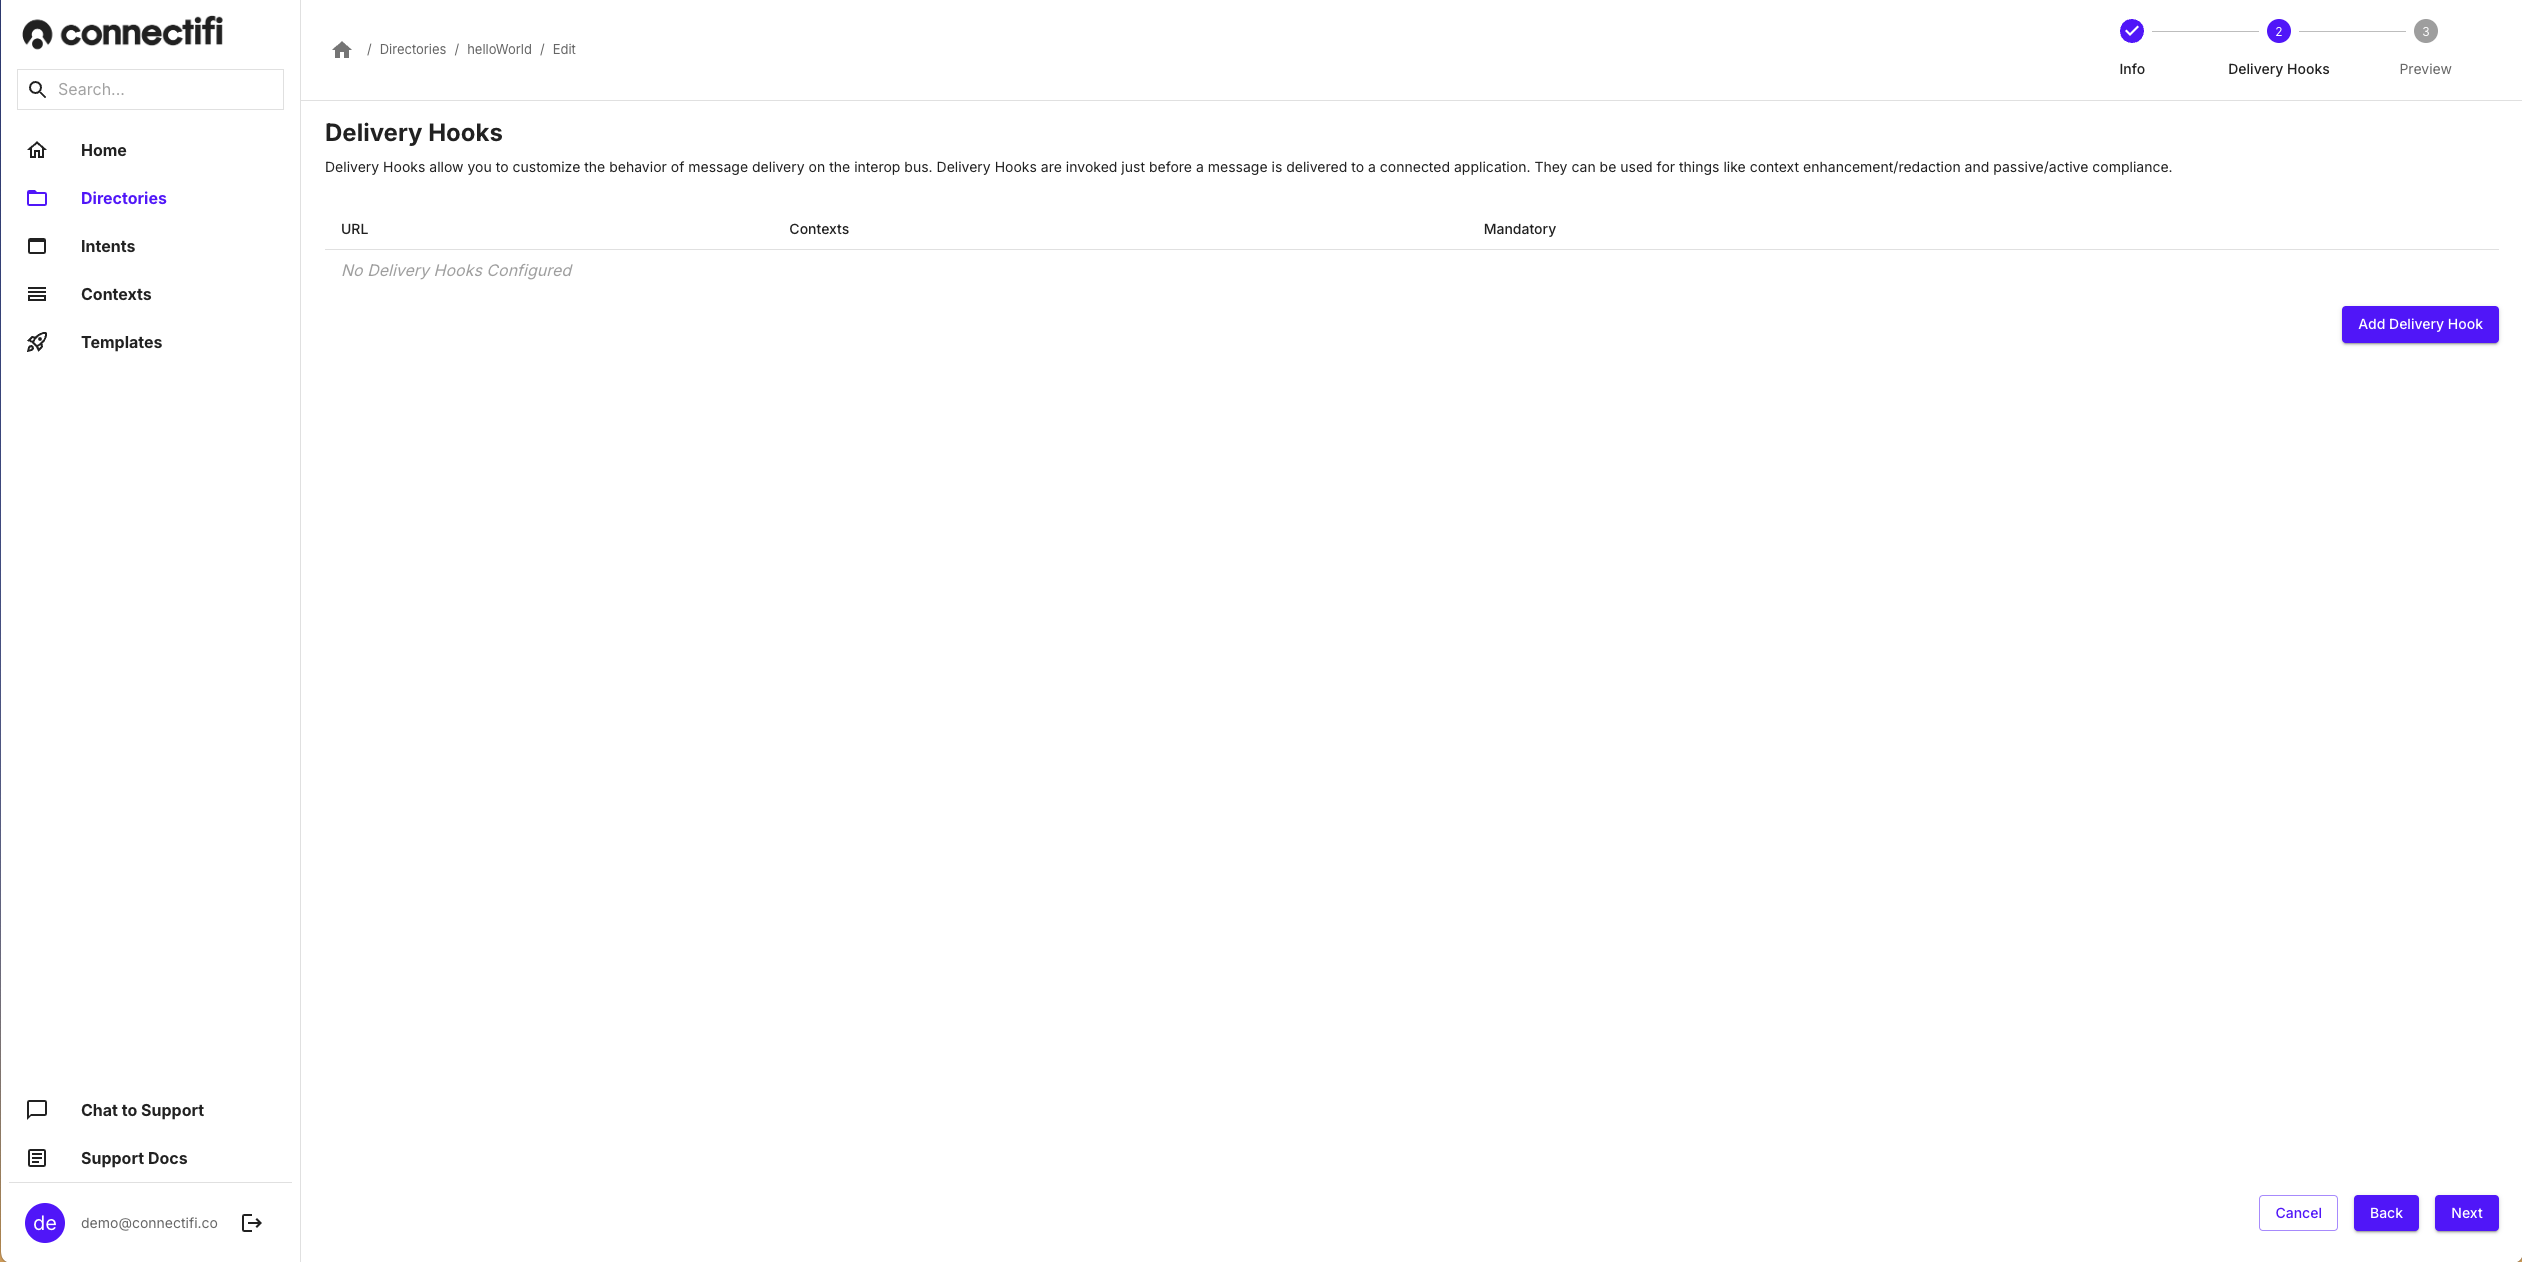 connectifi
Search...
Home
Directories
Intents
Contexts
Templates
Chat to Support
Support Docs
de
demo@connectifi.co
/ Directories / helloWorld / Edit
2
3
Info
Delivery Hooks
Preview
Delivery Hooks
Delivery Hooks allow you to customize the behavior of message delivery on the interop bus. Delivery Hooks are invoked just before a message is delivered to a connected application. They can be used for things like context enhancement/redaction and passive/active compliance.
URL Contexts Mandatory
No Delivery Hooks Configured
Add Delivery Hook
Cancel Back Next